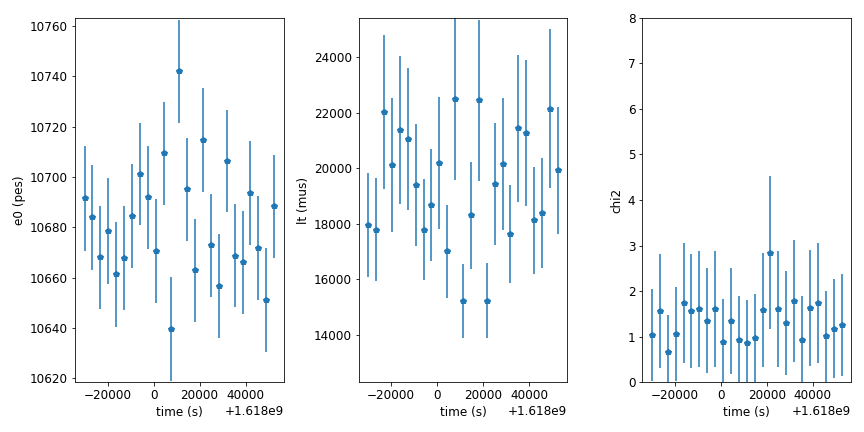 e0 (pes)
10760
10740
10720
10700
10680
10660
10640
10620
−20000 0 20000 40000
time (s)
+1.618e9
lt (mus)
24000
22000
20000
18000
16000
14000
−20000 0 20000 40000
time (s)
+1.618e9
chi2
8
7
6
5
4
3
2
1
0
−20000 0 20000 40000
time (s)
+1.618e9